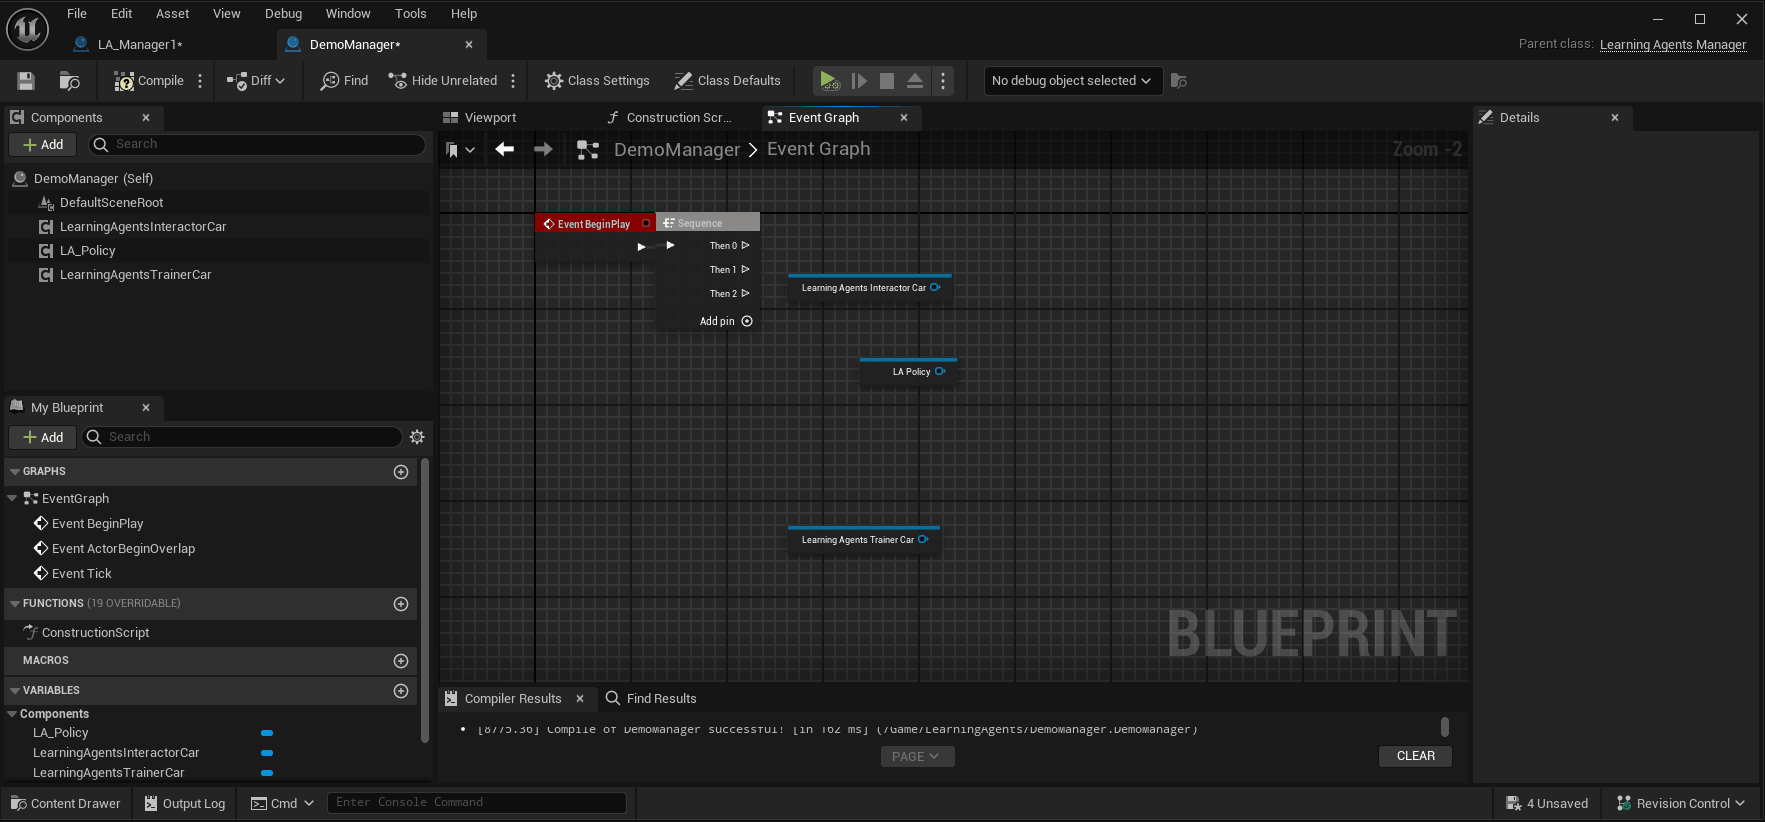 File Edit Asset View Debug Window Tools Help
LA_Manager1* DemoManager* Parent class: Learning Agents Manager
Compile Diff Find Hide Unrelated Class Settings Class Defaults No debug object selected
Components Viewport Construction Scr... Event Graph Details
Add Search DemoManager > Event Graph Zoom -2
DemoManager (Self)
DefaultSceneRoot
LearningAgentsInteractorCar
LA_Policy
LearningAgentsTrainerCar
Event BeginPlay Sequence
Then 0
Then 1
Then 2
Add pin
Learning Agents Interactor Car
LA Policy
Learning Agents Trainer Car
BLUEPRINT
My Blueprint
Add Search
GRAPHS
EventGraph
Event BeginPlay
Event ActorBeginOverlap
Event Tick
FUNCTIONS (19 OVERRIDABLE)
ConstructionScript
MACROS
VARIABLES
Components
LA_Policy
LearningAgentsInteractorCar
LearningAgentsTrainerCar
Compiler Results Find Results
[8775.36] Compile of DemoManager successful! [in 162 ms] (/Game/LearningAgents/DemoManager.DemoManager)
PAGE CLEAR
Content Drawer Output Log Cmd Enter Console Command 4 Unsaved Revision Control